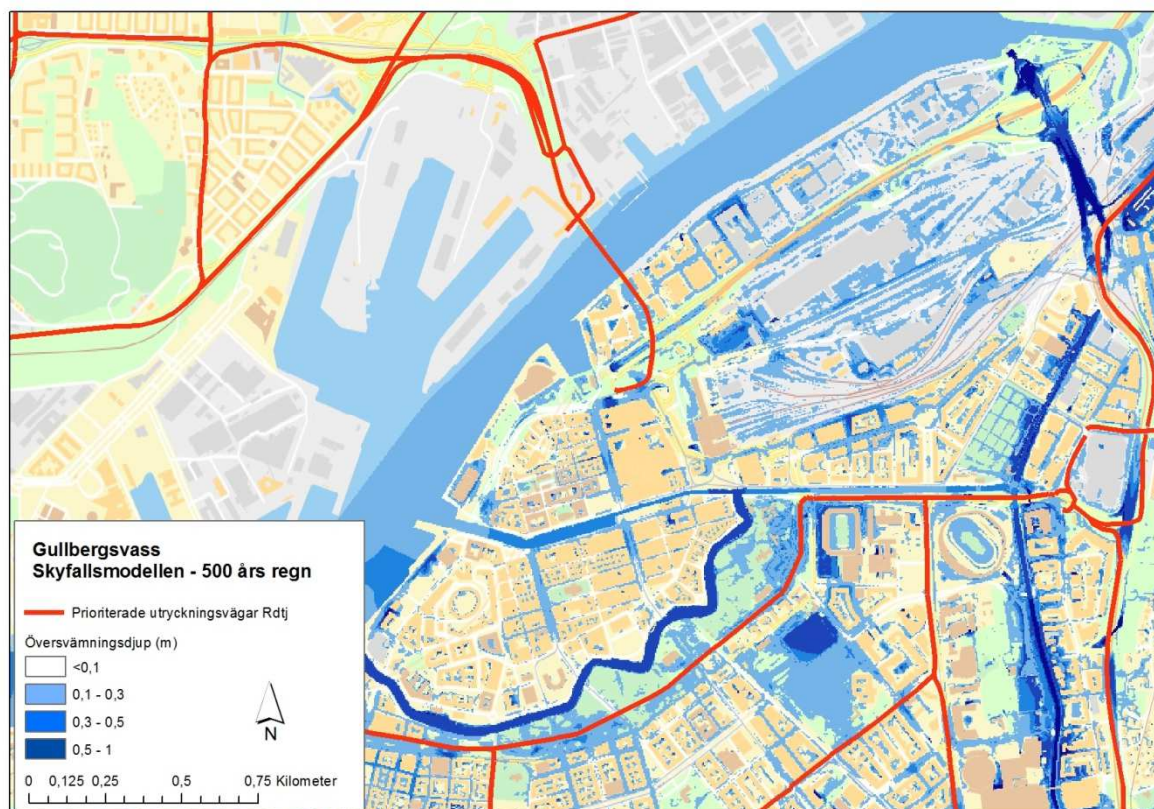 Gullbergsvass
Skyfallsmodellen - 500 års regn
Prioriterade utryckningsvägar Rdtj
Översvämningsdjup (m)
<0,1
0,1 - 0,3
0,3 - 0,5
0,5 - 1
N
0 0,125 0,25 0,5 0,75 Kilometer